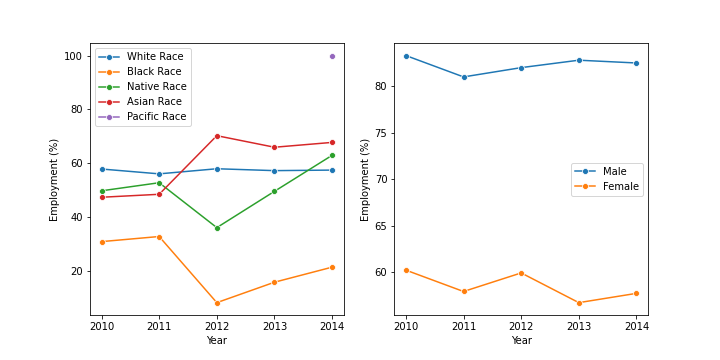 100
80
60
40
20
Employment (%)
White Race
Black Race
Native Race
Asian Race
Pacific Race
2010 2011 2012 2013 2014
Year
80
75
70
65
60
Employment (%)
Male
Female
2010 2011 2012 2013 2014
Year